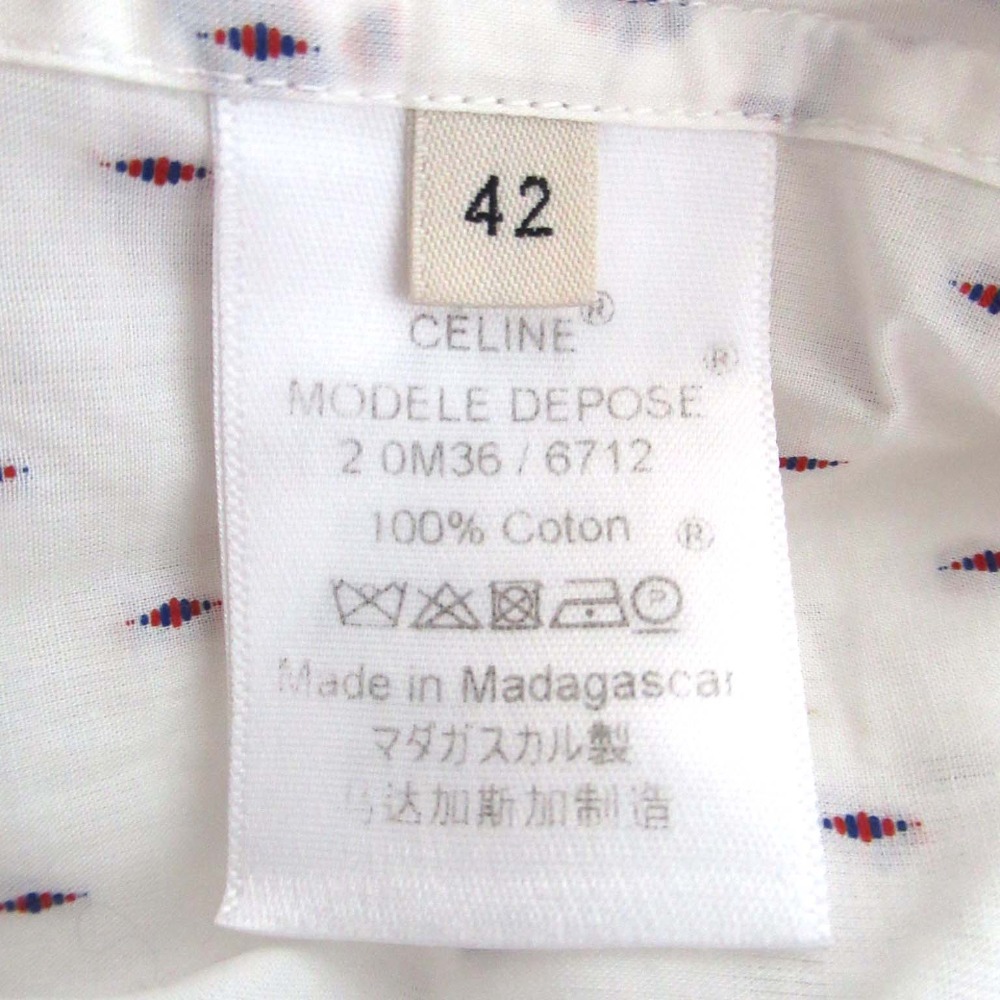 42
CELINE®
MODELE DEPOSE®
2 0M36 / 6712
100% Coton ®
P
Made in Madagascar
マダガスカル製
马达加斯加制造